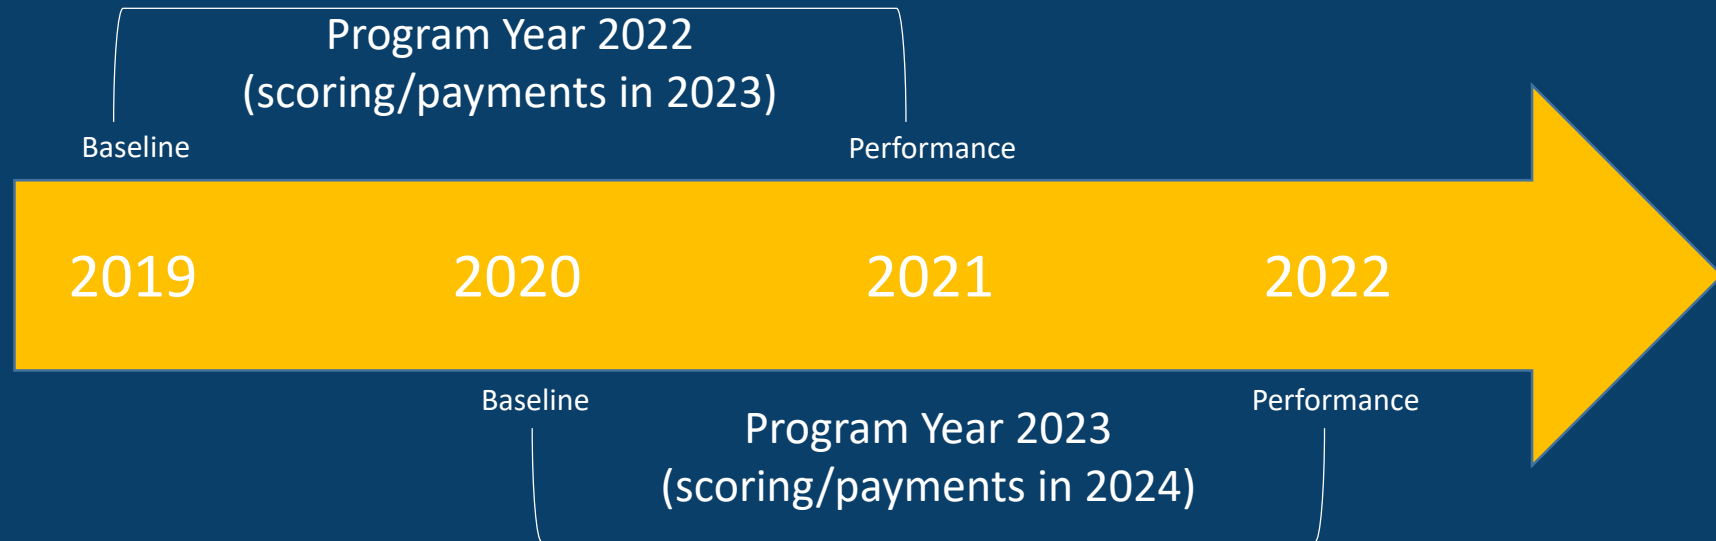 Program Year 2022
(scoring/payments in 2023)
Baseline
Performance
2019
2020
2021
2022
Baseline
Performance
Program Year 2023
(scoring/payments in 2024)